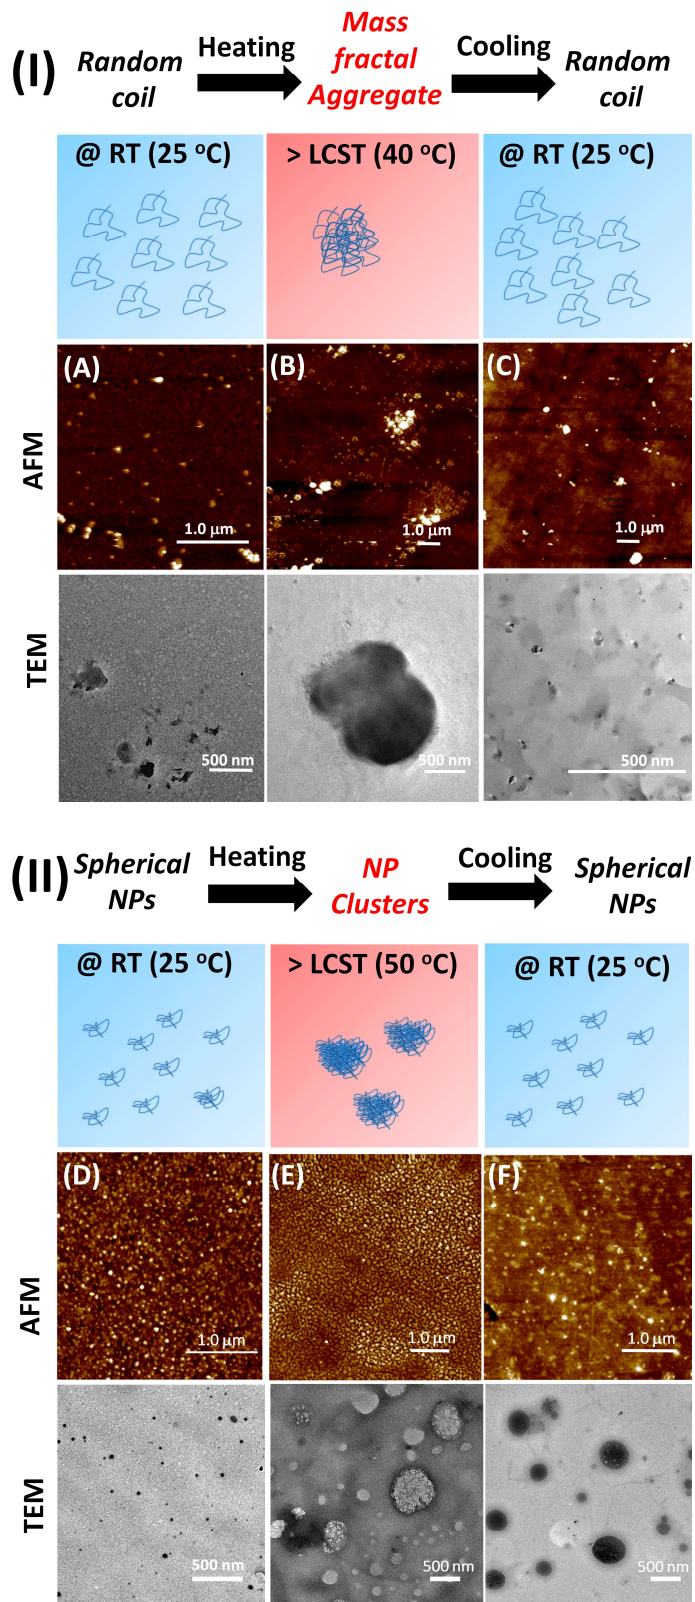 (I)
Random
coil
Heating
Mass
fractal
Aggregate
Cooling
Random
coil
@ RT (25 °C)
> LCST (40 °C)
@ RT (25 °C)
AFM
(A)
1.0 μm
(B)
1.0 μm
(C)
1.0 μm
TEM
500 nm
500 nm
500 nm
(II)
Spherical
NPs
Heating
NP
Clusters
Cooling
Spherical
NPs
@ RT (25 °C)
> LCST (50 °C)
@ RT (25 °C)
AFM
(D)
1.0 μm
(E)
1.0 μm
(F)
1.0 μm
TEM
500 nm
500 nm
500 nm